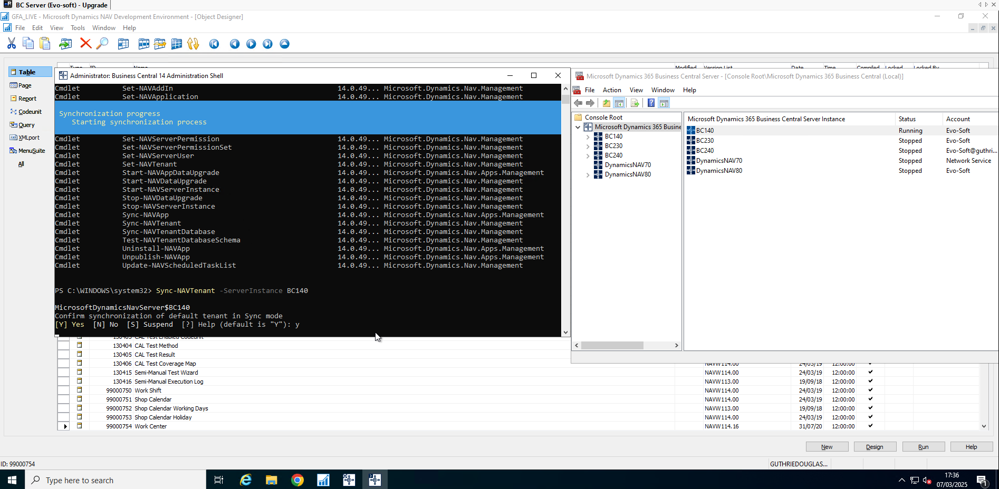 BC Server (Evo-soft) - Upgrade
GFA_LIVE - Microsoft Dynamics NAV Development Environment - [Object Designer]
File Edit View Tools Window Help
Type ID Name Modified Version List Date Time Compiled Locked Locked By
Table
Page
Report
Codeunit
Query
XMLport
MenuSuite
All
Administrator: Business Central 14 Administration Shell
Cmdlet Set-NAVAddIn 14.0.49... Microsoft.Dynamics.Nav.Management
Cmdlet Set-NAVApplication 14.0.49... Microsoft.Dynamics.Nav.Management
Synchronization progress
Starting synchronization process
Cmdlet Set-NAVServerPermission 14.0.49... Microsoft.Dynamics.Nav.Management
Cmdlet Set-NAVServerPermissionSet 14.0.49... Microsoft.Dynamics.Nav.Management
Cmdlet Set-NAVServerUser 14.0.49... Microsoft.Dynamics.Nav.Management
Cmdlet Set-NAVTenant 14.0.49... Microsoft.Dynamics.Nav.Management
Cmdlet Start-NAVAppDataUpgrade 14.0.49... Microsoft.Dynamics.Nav.Apps.Management
Cmdlet Start-NAVDataUpgrade 14.0.49... Microsoft.Dynamics.Nav.Management
Cmdlet Start-NAVServerInstance 14.0.49... Microsoft.Dynamics.Nav.Management
Cmdlet Stop-NAVDataUpgrade 14.0.49... Microsoft.Dynamics.Nav.Management
Cmdlet Stop-NAVServerInstance 14.0.49... Microsoft.Dynamics.Nav.Management
Cmdlet Sync-NAVApp 14.0.49... Microsoft.Dynamics.Nav.Apps.Management
Cmdlet Sync-NAVTenant 14.0.49... Microsoft.Dynamics.Nav.Management
Cmdlet Sync-NAVTenantDatabase 14.0.49... Microsoft.Dynamics.Nav.Management
Cmdlet Test-NAVTenantDatabaseSchema 14.0.49... Microsoft.Dynamics.Nav.Management
Cmdlet Uninstall-NAVApp 14.0.49... Microsoft.Dynamics.Nav.Apps.Management
Cmdlet Unpublish-NAVApp 14.0.49... Microsoft.Dynamics.Nav.Apps.Management
Cmdlet Update-NAVScheduledTaskList 14.0.49... Microsoft.Dynamics.Nav.Management
PS C:\WINDOWS\system32> Sync-NAVTenant -ServerInstance BC140
MicrosoftDynamicsNavServer$BC140
Confirm synchronization of default tenant in Sync mode
[Y] Yes [N] No [S] Suspend [?] Help (default is "Y"): y
Microsoft Dynamics 365 Business Central Server - [Console Root\Microsoft Dynamics 365 Business Central (Local)]
File Action View Window Help
Console Root
Microsoft Dynamics 365 Busine
BC140
BC230
BC240
DynamicsNAV70
DynamicsNAV80
Microsoft Dynamics 365 Business Central Server Instance Status Account
BC140 Running Evo-Soft
BC230 Stopped Evo-Soft
BC240 Stopped Evo-Soft@guthri...
DynamicsNAV70 Stopped Network Service
DynamicsNAV80 Stopped Evo-Soft
130403 CAL Test Enabled Codeunit
130404 CAL Test Method
130405 CAL Test Result
130406 CAL Test Coverage Map NAVW114.00 24/03/19 12:00:00
130415 Semi-Manual Test Wizard NAVW114.00 24/03/19 12:00:00
130416 Semi-Manual Execution Log NAVW113.00 19/09/18 12:00:00
99000750 Work Shift NAVW114.00 24/03/19 12:00:00
99000751 Shop Calendar NAVW114.00 24/03/19 12:00:00
99000752 Shop Calendar Working Days NAVW113.00 19/09/18 12:00:00
99000753 Shop Calendar Holiday NAVW114.00 24/03/19 12:00:00
99000754 Work Center NAVW114.16 31/07/20 12:00:00
New Design Run Help
ID: 99000754 GUTHRIEDOUGLAS...
Type here to search
17:36
07/03/2025
1